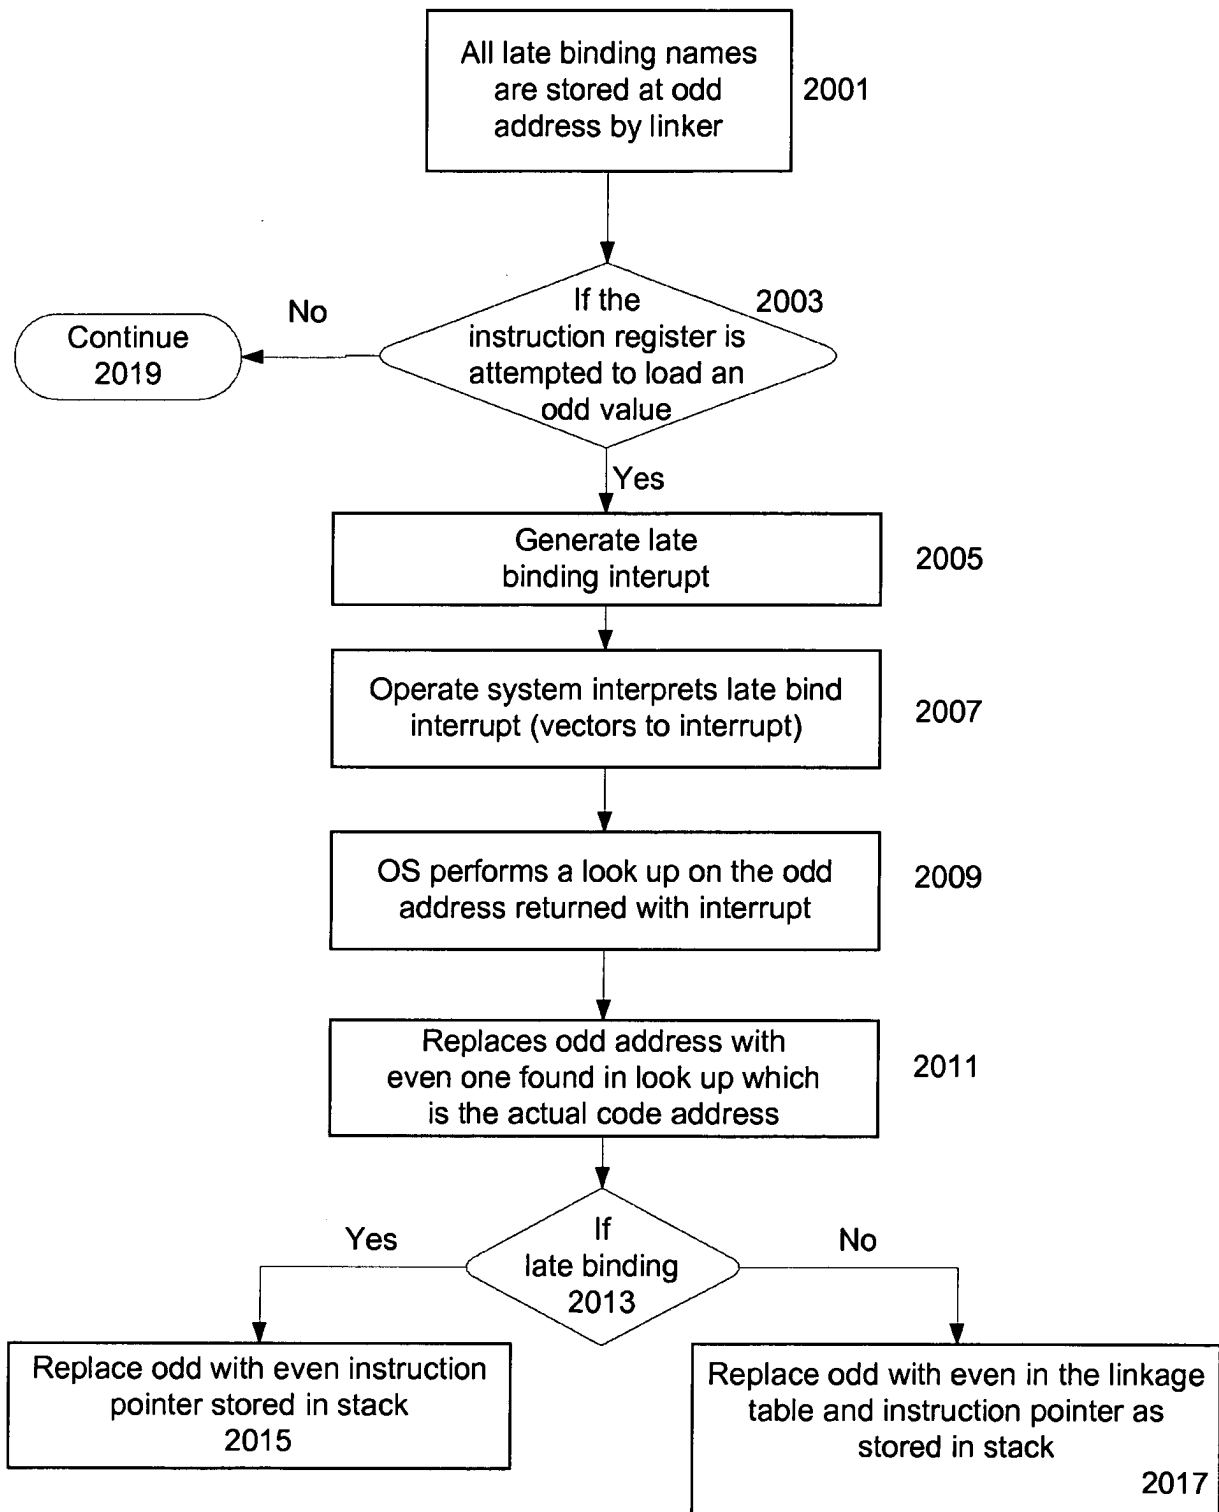 All late binding names
are stored at odd
address by linker
2001
If the
instruction register is
attempted to load an
odd value
2003
No
Continue
2019
Yes
Generate late
binding interupt
2005
Operate system interprets late bind
interrupt (vectors to interrupt)
2007
OS performs a look up on the odd
address returned with interrupt
2009
Replaces odd address with
even one found in look up which
is the actual code address
2011
If
late binding
2013
Yes
No
Replace odd with even instruction
pointer stored in stack
2015
Replace odd with even in the linkage
table and instruction pointer as
stored in stack
2017